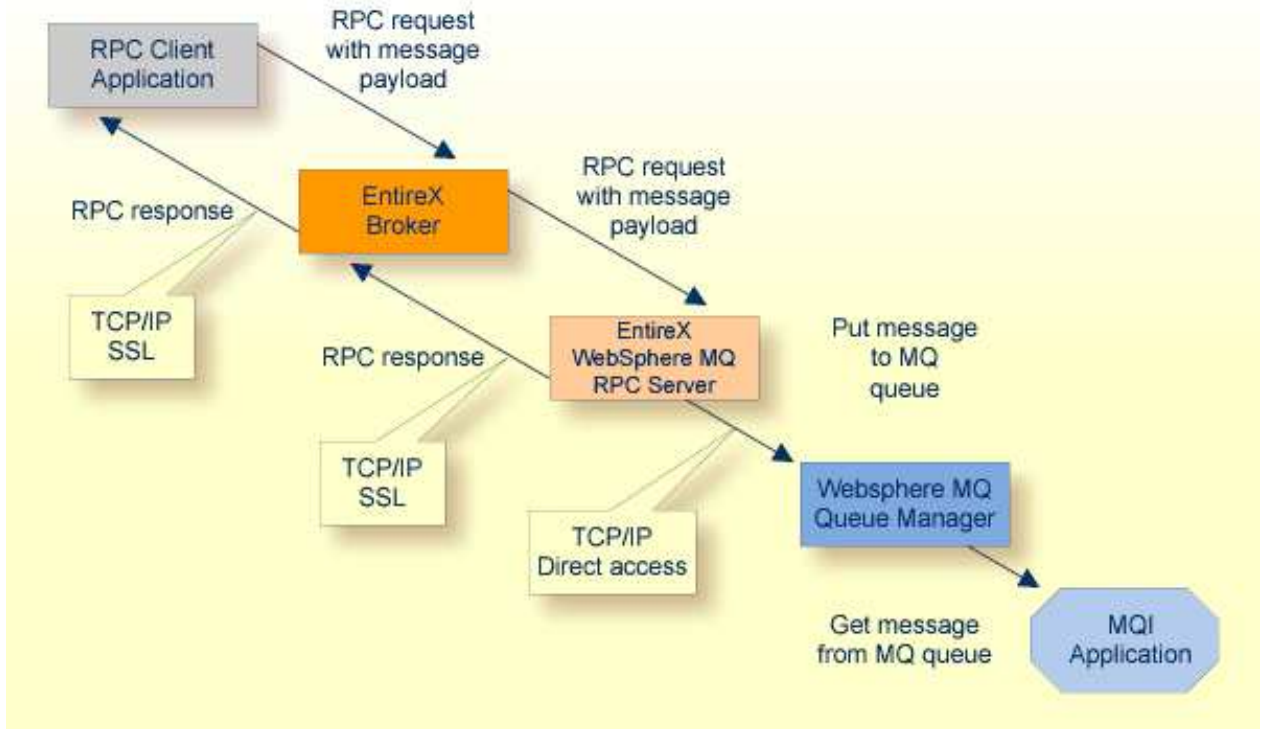 RPC Client
Application
RPC request
with message
payload
EntireX
Broker
RPC request
with message
payload
RPC response
TCP/IP
SSL
EntireX
WebSphere MQ
RPC Server
Put message
to MQ
queue
RPC response
TCP/IP
SSL
Websphere MQ
Queue Manager
TCP/IP
Direct access
Get message
from MQ queue
MQI
Application